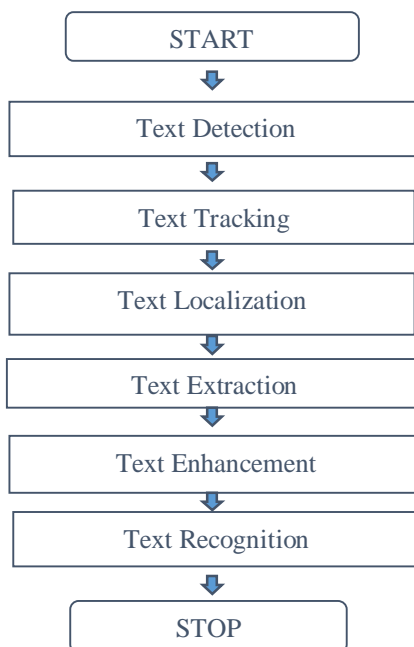 START
Text Detection
Text Tracking
Text Localization
Text Extraction
Text Enhancement
Text Recognition
STOP